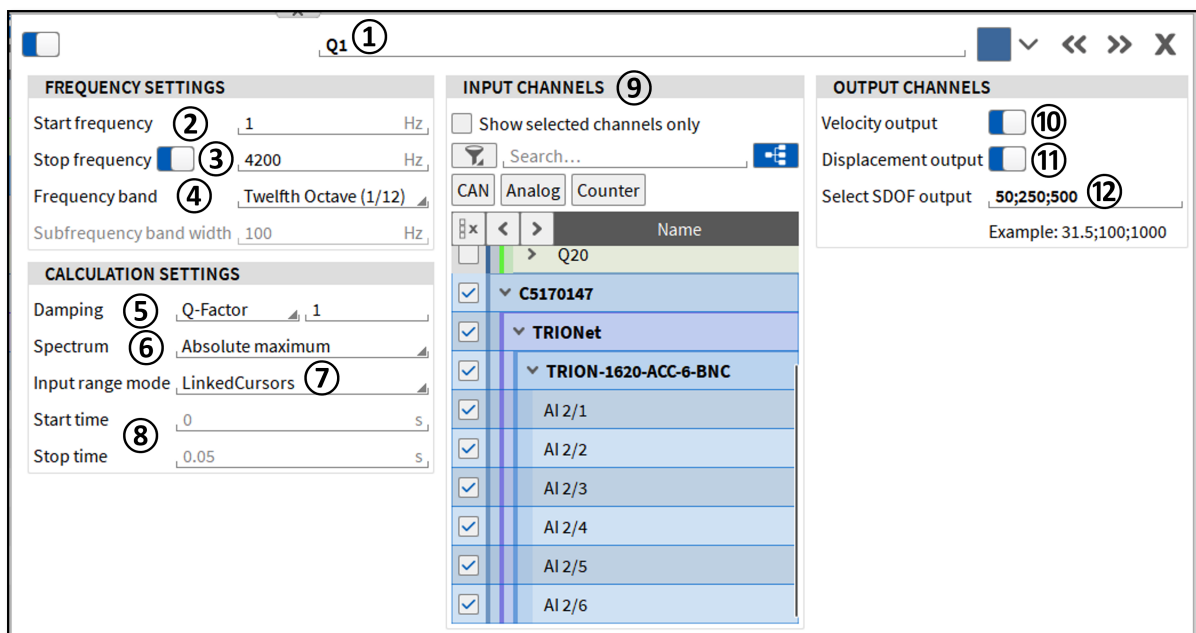 Q1 ①
FREQUENCY SETTINGS
Start frequency ② 1 Hz
Stop frequency ③ 4200 Hz
Frequency band ④ Twelfth Octave (1/12)
Subfrequency band width 100 Hz
CALCULATION SETTINGS
Damping ⑤ Q-Factor 1
Spectrum ⑥ Absolute maximum
Input range mode LinkedCursors ⑦
Start time 0 s
⑧
Stop time 0.05 s
INPUT CHANNELS ⑨
Show selected channels only
Search...
CAN Analog Counter
Name
Q20
C5170147
TRIONet
TRION-1620-ACC-6-BNC
AI 2/1
AI 2/2
AI 2/3
AI 2/4
AI 2/5
AI 2/6
OUTPUT CHANNELS
Velocity output ⑩
Displacement output ⑪
Select SDOF output 50;250;500 ⑫
Example: 31.5;100;1000